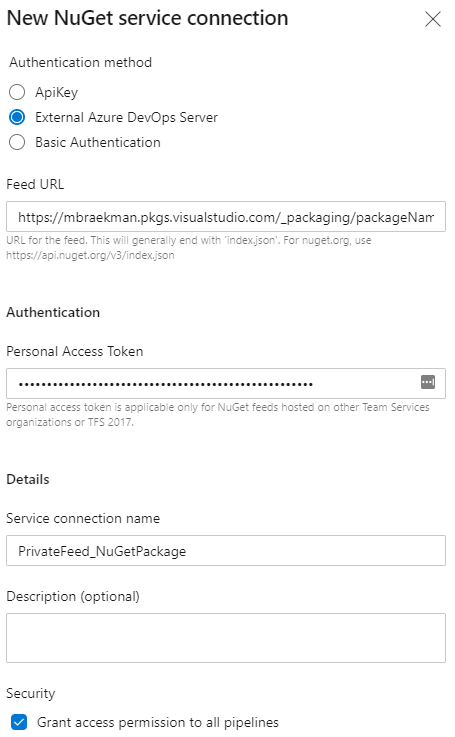 New NuGet service connection
Authentication method
ApiKey
External Azure DevOps Server
Basic Authentication
Feed URL
https://mbraekman.pkgs.visualstudio.com/_packaging/packageNam
URL for the feed. This will generally end with 'index.json'. For nuget.org, use
https://api.nuget.org/v3/index.json
Authentication
Personal Access Token
Personal access token is applicable only for NuGet feeds hosted on other Team Services
organizations or TFS 2017.
Details
Service connection name
PrivateFeed_NuGetPackage
Description (optional)
Security
Grant access permission to all pipelines